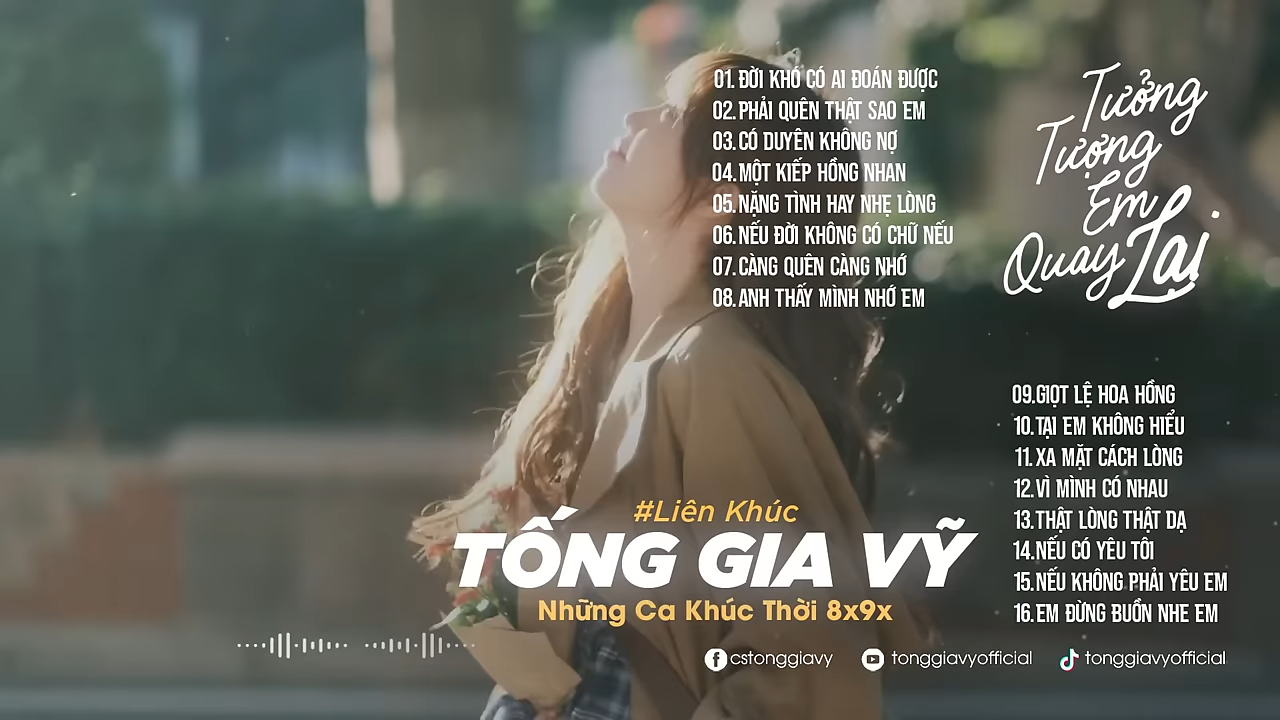 01. ĐỜI KHÓ CÓ AI ĐOÁN ĐƯỢC
02. PHẢI QUÊN THẬT SAO EM
03. CÓ DUYÊN KHÔNG NỢ
04. MỘT KIẾP HỒNG NHAN
05. NẶNG TÌNH HAY NHẸ LÒNG
06. NẾU ĐỜI KHÔNG CÓ CHỮ NẾU
07. CÀNG QUÊN CÀNG NHỚ
08. ANH THẤY MÌNH NHỚ EM
Tưởng
Tượng
Em
Quay Lại
09. GIỌT LỆ HOA HỒNG
10. TẠI EM KHÔNG HIỂU
11. XA MẶT CÁCH LÒNG
12. VÌ MÌNH CÓ NHAU
13. THẬT LÒNG THẬT DẠ
14. NẾU CÓ YÊU TÔI
15. NẾU KHÔNG PHẢI YÊU EM
16. EM ĐỪNG BUỒN NHE EM
#Liên Khúc
TỐNG GIA VỸ
Những Ca Khúc Thời 8x9x
cstonggiavy tonggiavyofficial tonggiavyofficial